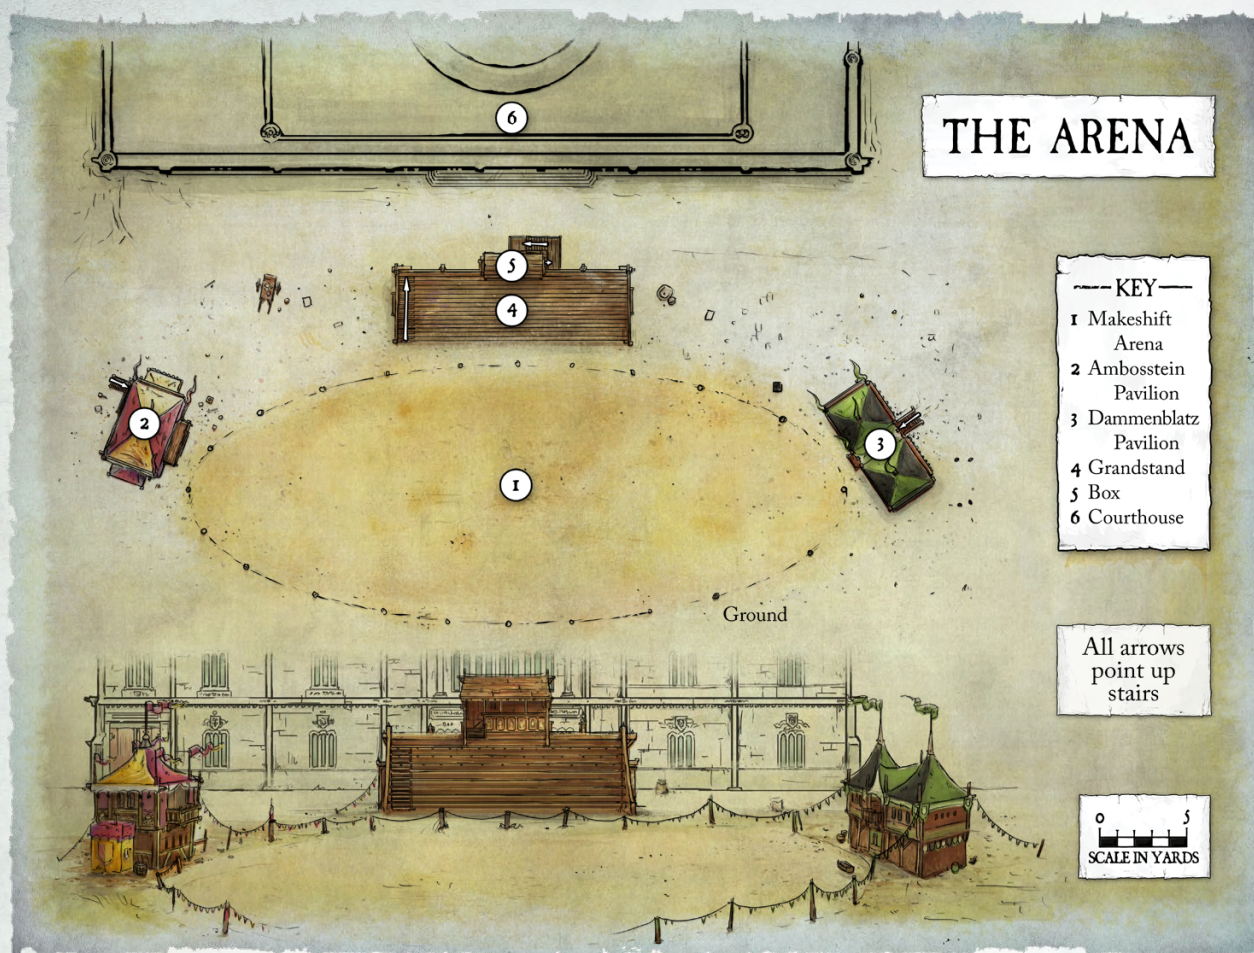 THE ARENA
6
5
4
2
3
1
Ground
KEY
1 Makeshift
Arena
2 Ambosstein
Pavilion
3 Dammenblatz
Pavilion
4 Grandstand
5 Box
6 Courthouse
All arrows
point up
stairs
0 5
SCALE IN YARDS